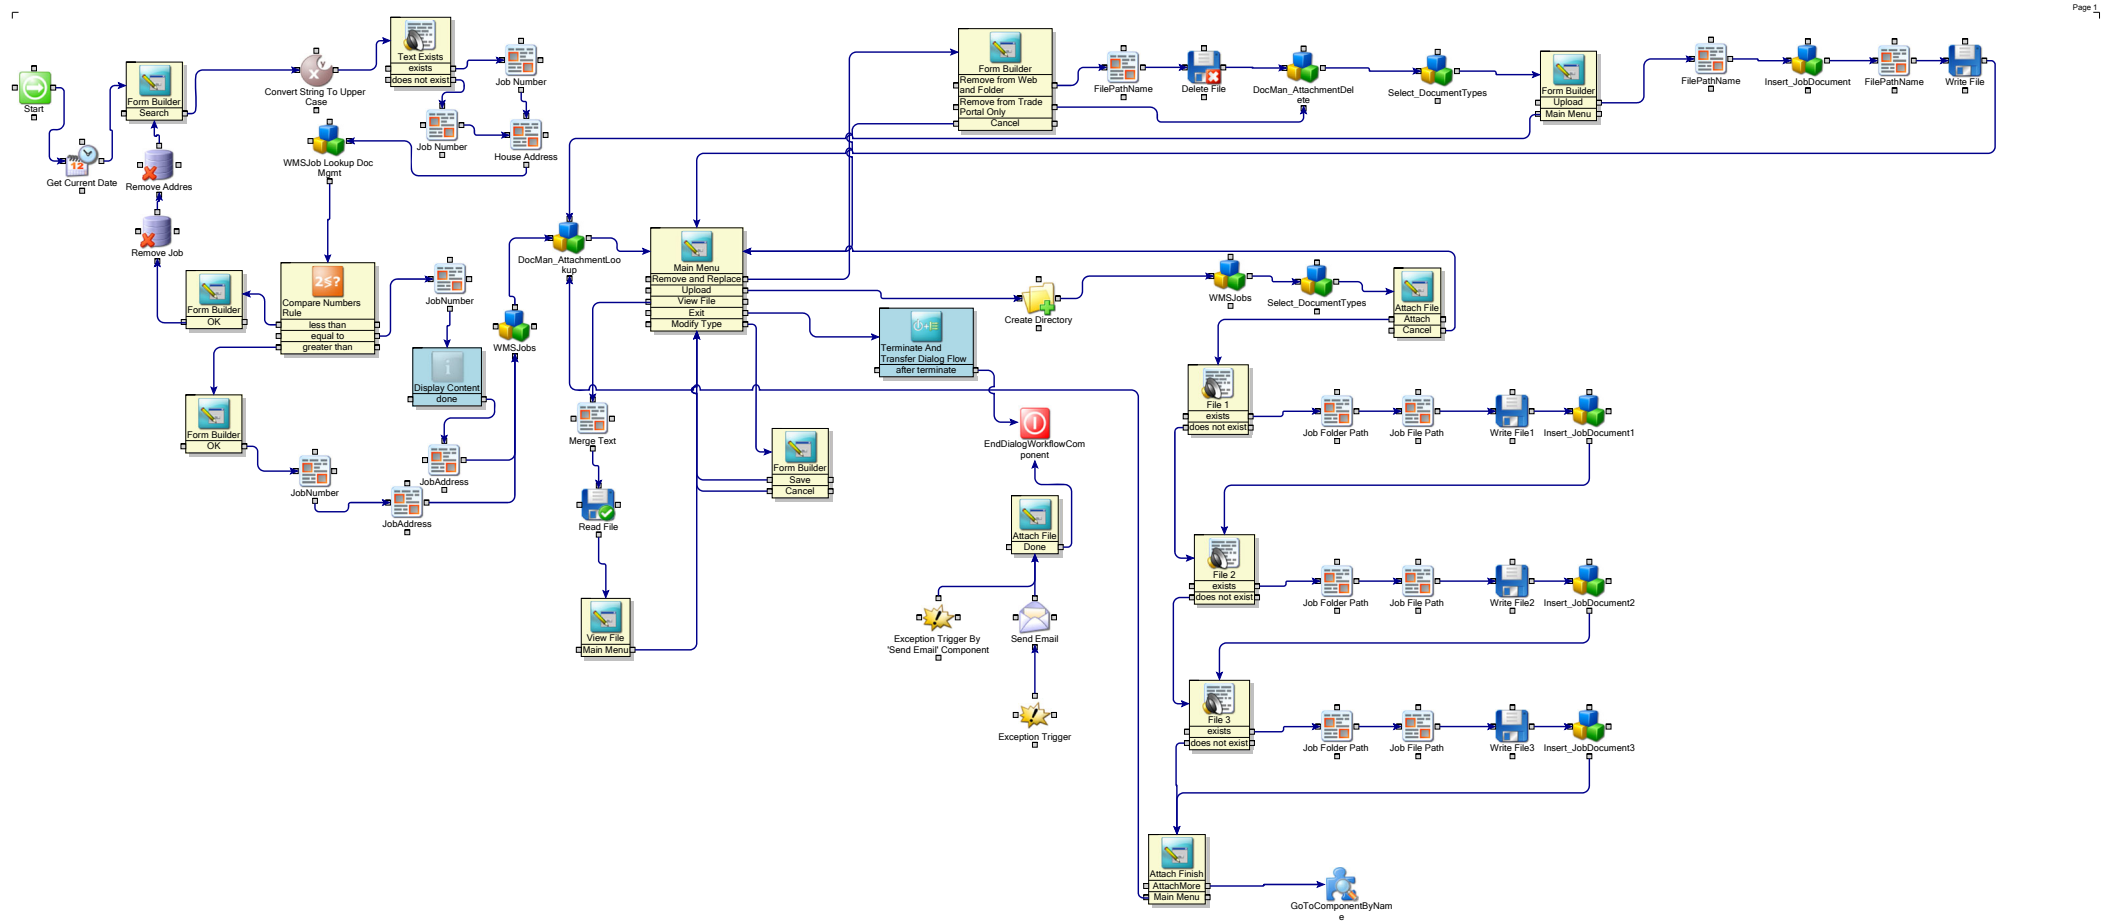 Page 1
Start
Get Current Date
Form Builder
Search
Remove Addres
Remove Job
Convert String To Upper
Case
Text Exists
exists
does not exist
Job Number
Job Number
House Address
WMSJob Lookup Doc
Mgmt
Form Builder
OK
Compare Numbers
Rule
less than
equal to
greater than
JobNumber
Display Content
done
WMSJobs
JobAddress
Form Builder
OK
JobNumber
JobAddress
DocMan_AttachmentLoo
kup
Main Menu
Remove and Replace
Upload
View File
Exit
Modify Type
Form Builder
Remove from Web
and Folder
Remove from Trade
Portal Only
Cancel
FilePathName
Delete File
DocMan_AttachmentDel
ete
Select_DocumentTypes
Form Builder
Upload
Main Menu
FilePathName
Insert_JobDocument
FilePathName
Write File
Terminate And
Transfer Dialog Flow
after terminate
Create Directory
WMSJobs
Select_DocumentTypes
Attach File
Attach
Cancel
Merge Text
Read File
View File
Main Menu
Form Builder
Save
Cancel
EndDialogWorkflowCom
ponent
Attach File
Done
Exception Trigger By
'Send Email' Component
Send Email
Exception Trigger
File 1
exists
does not exist
Job Folder Path
Job File Path
Write File1
Insert_JobDocument1
File 2
exists
does not exist
Job Folder Path
Job File Path
Write File2
Insert_JobDocument2
File 3
exists
does not exist
Job Folder Path
Job File Path
Write File3
Insert_JobDocument3
Attach Finish
AttachMore
Main Menu
GoToComponentByNam
e
12
Y
X
2≶?